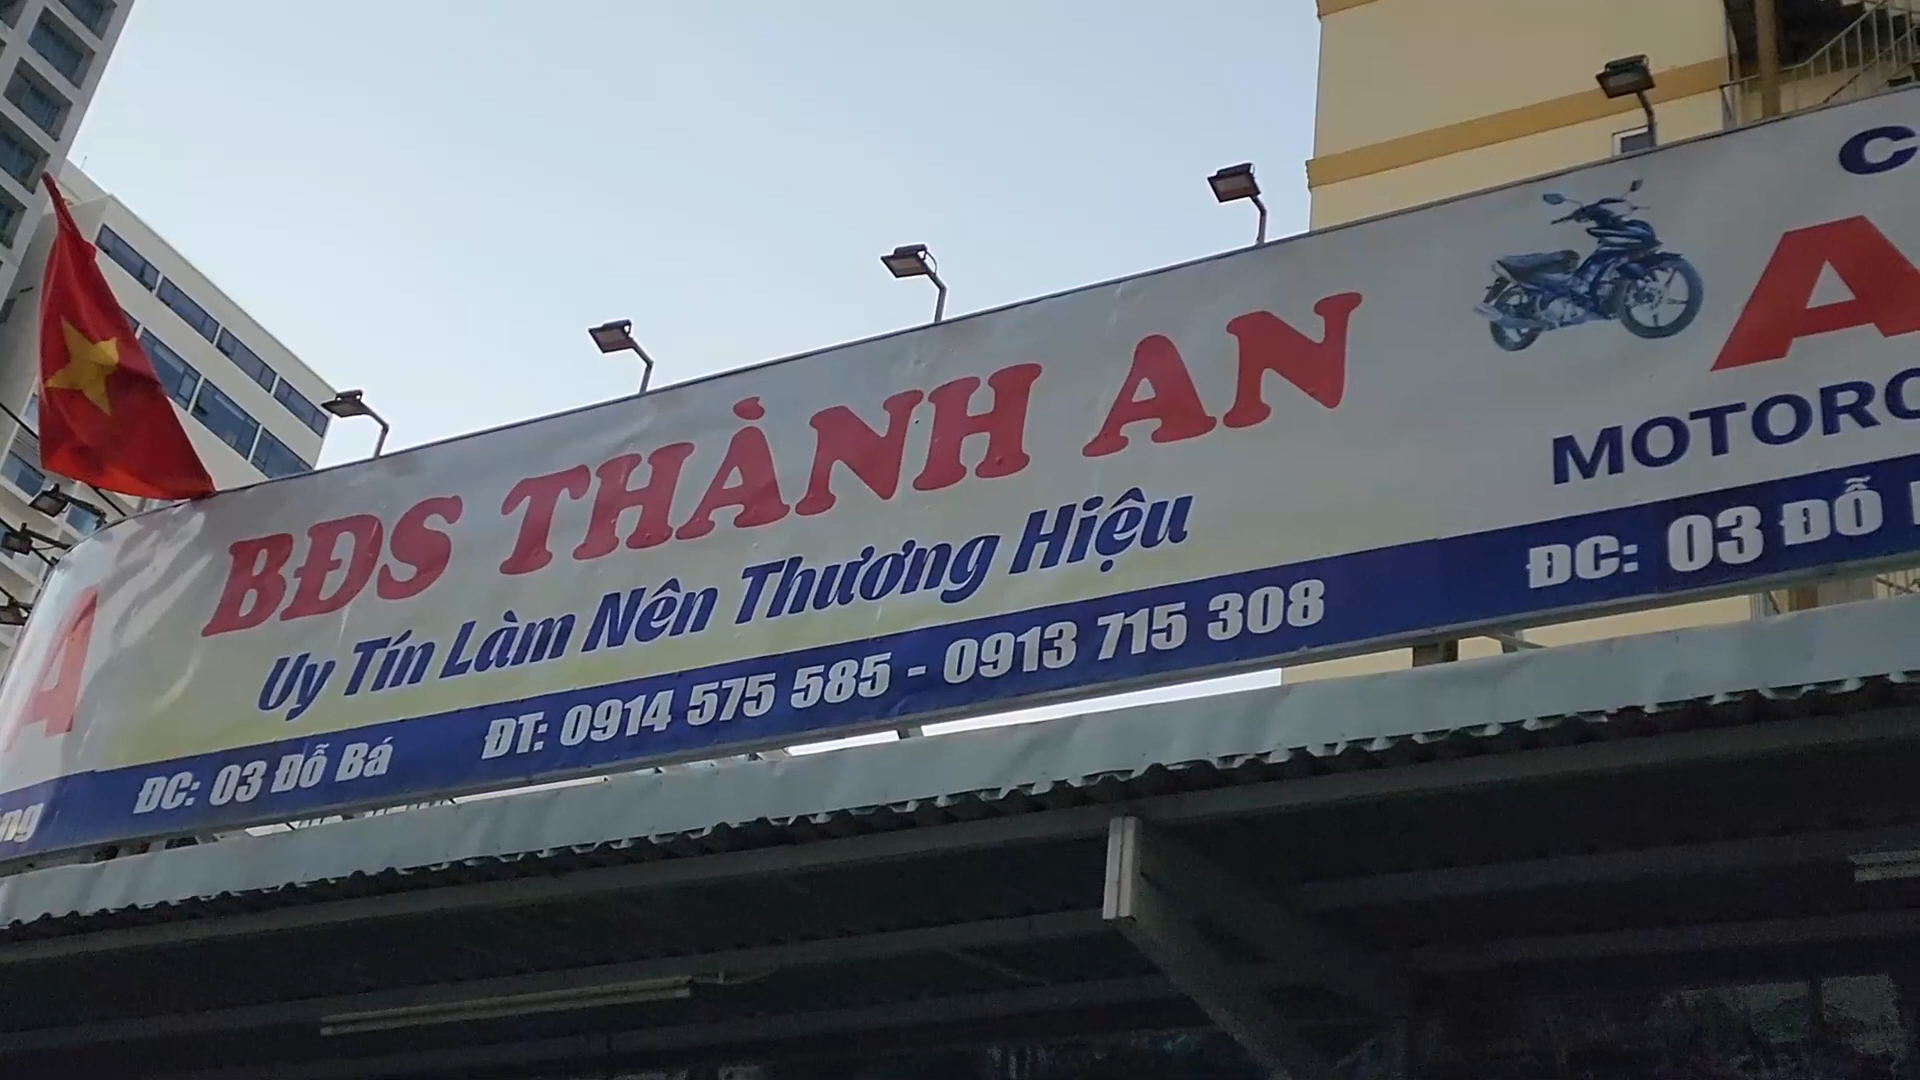 BĐS THÀNH AN
Uy Tín Làm Nên Thương Hiệu
ĐC: 03 Đỗ Bá
ĐT: 0914 575 585 - 0913 715 308
ĐC: 03 ĐỖ